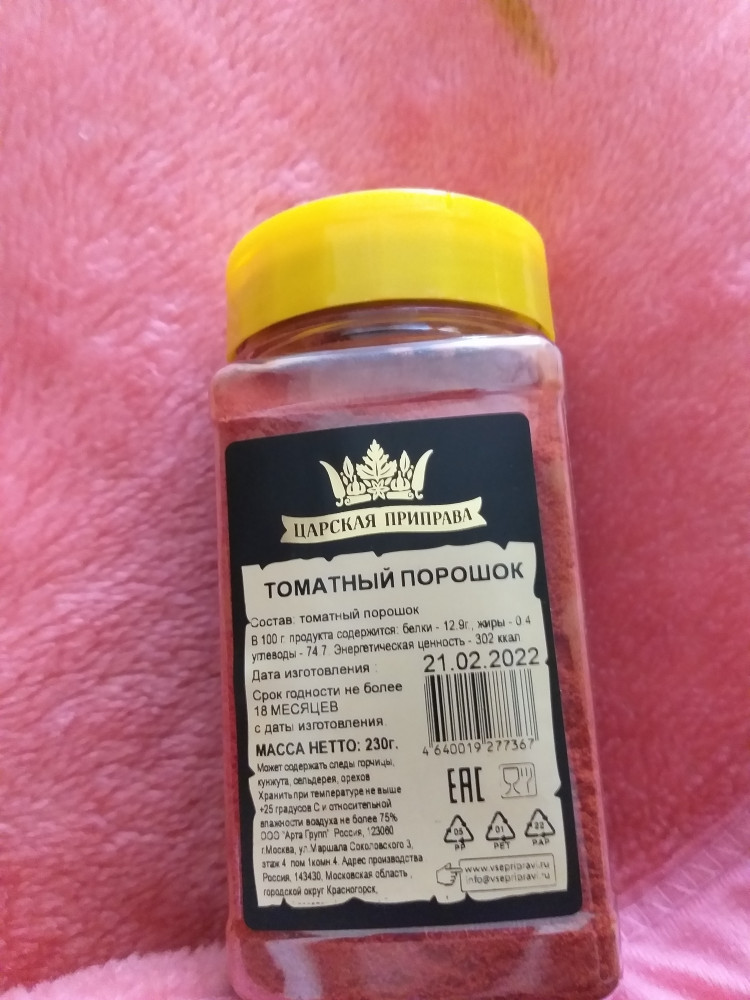 ЦАРСКАЯ ПРИПРАВА
ТОМАТНЫЙ ПОРОШОК
Состав: томатный порошок
В 100 г. продукта содержится: белки - 12.9г., жиры - 0.4
углеводы - 74.7. Энергетическая ценность - 302 ккал
Дата изготовления : 21.02.2022
Срок годности не более
18 МЕСЯЦЕВ
с даты изготовления.
МАССА НЕТТО: 230г.
4 640019 277367
Может содержать следы горчицы,
кунжута, сельдерея, орехов
Хранить при температуре не выше
+25 градусов С и относительной
влажности воздуха не более 75%
ООО "Арта Групп" Россия, 123060
г.Москва, ул.Маршала Соколовского 3,
этаж 4 пом 1комн 4. Адрес производства
Россия, 143430, Московская область ,
городской округ Красногорск,
EAC
05
PP
01
PET
22
PAP
www.vsepripravi.ru
info@vsepripravi.ru